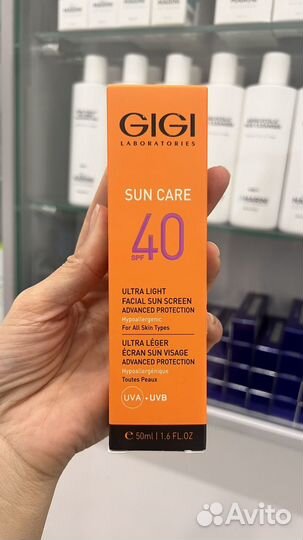 GIGI
LABORATORIES
SUN CARE
SPF 40
ULTRA LIGHT
FACIAL SUN SCREEN
ADVANCED PROTECTION
Hypoallergenic
For All Skin Types
ULTRA LÉGER
ÉCRAN SUN VISAGE
ADVANCED PROTECTION
Hypoallergénique
Toutes Peaux
UVA • UVB
e 50ml | 1.6 FL.OZ
Avito